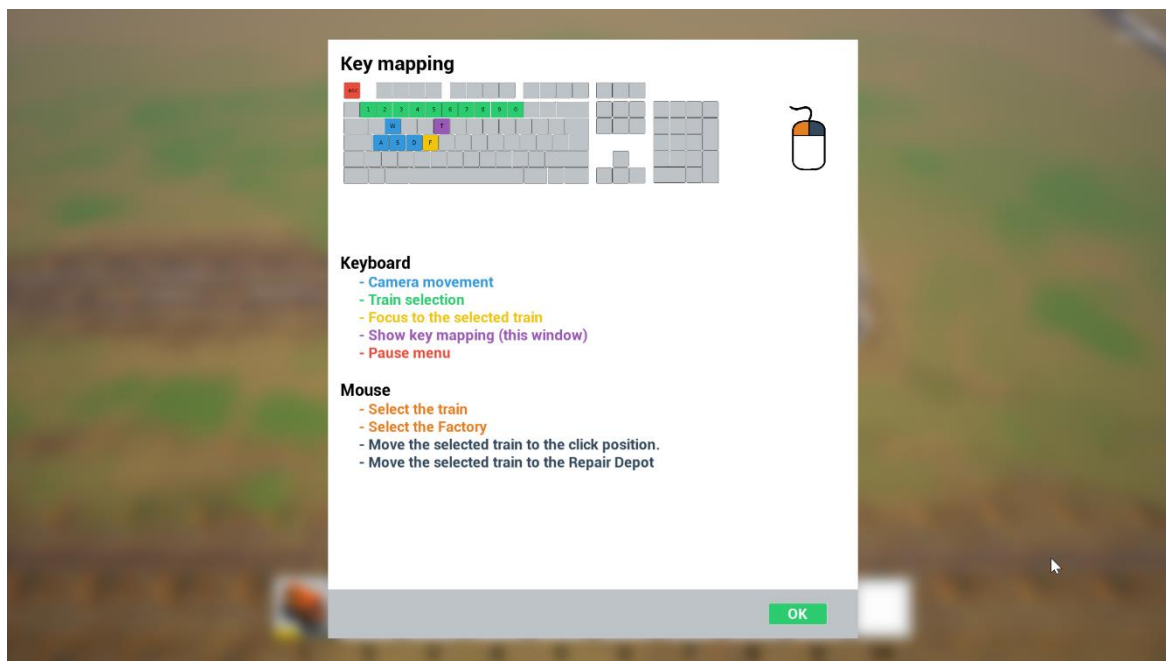 Key mapping
esc
1 2 3 4 5 6 7 8 9 0
W T
A S D F
Keyboard
- Camera movement
- Train selection
- Focus to the selected train
- Show key mapping (this window)
- Pause menu
Mouse
- Select the train
- Select the Factory
- Move the selected train to the click position.
- Move the selected train to the Repair Depot
OK